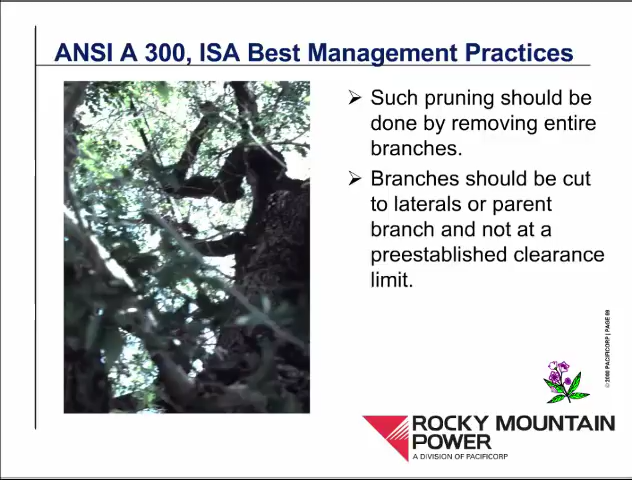 ANSI A 300, ISA Best Management Practices
Such pruning should be
done by removing entire
branches.
Branches should be cut
to laterals or parent
branch and not at a
preestablished clearance
limit.
ROCKY MOUNTAIN
POWER
A DIVISION OF PACIFICORP